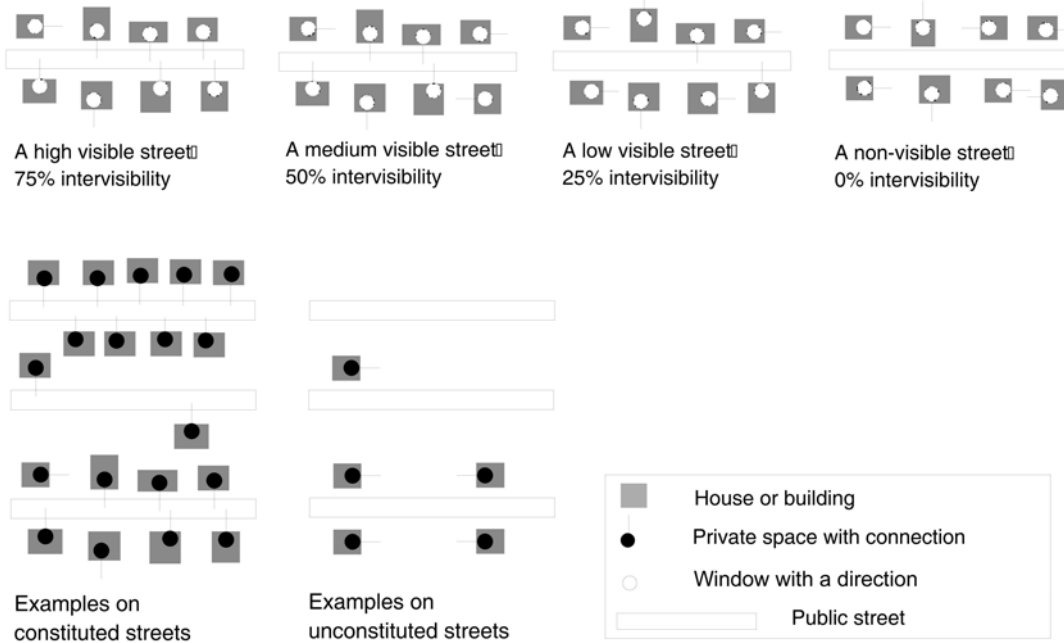 A high visible street▯
75% intervisibility
A medium visible street▯
50% intervisibility
A low visible street▯
25% intervisibility
A non-visible street▯
0% intervisibility
Examples on
constituted streets
Examples on
unconstituted streets
House or building
Private space with connection
Window with a direction
Public street